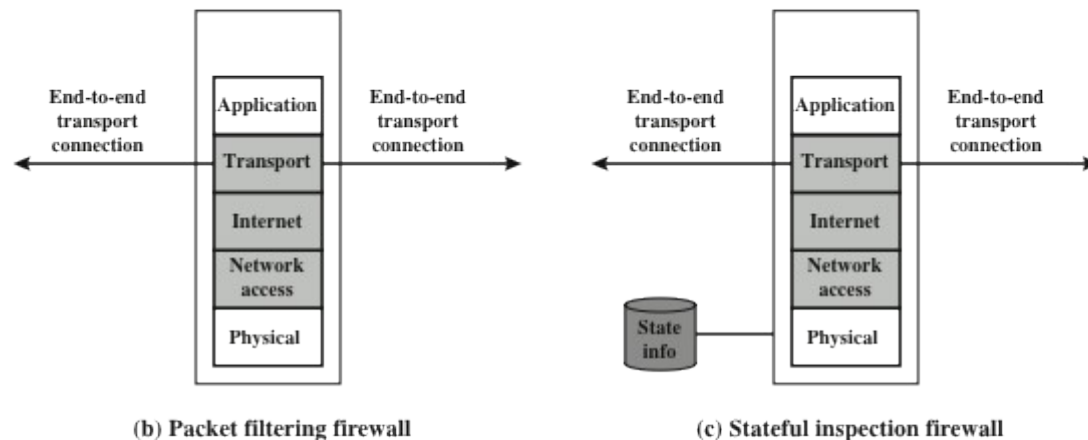 End-to-end
transport
connection
Application
Transport
Internet
Network
access
Physical
End-to-end
transport
connection
(b) Packet filtering firewall
End-to-end
transport
connection
Application
Transport
Internet
Network
access
Physical
End-to-end
transport
connection
State
info
(c) Stateful inspection firewall